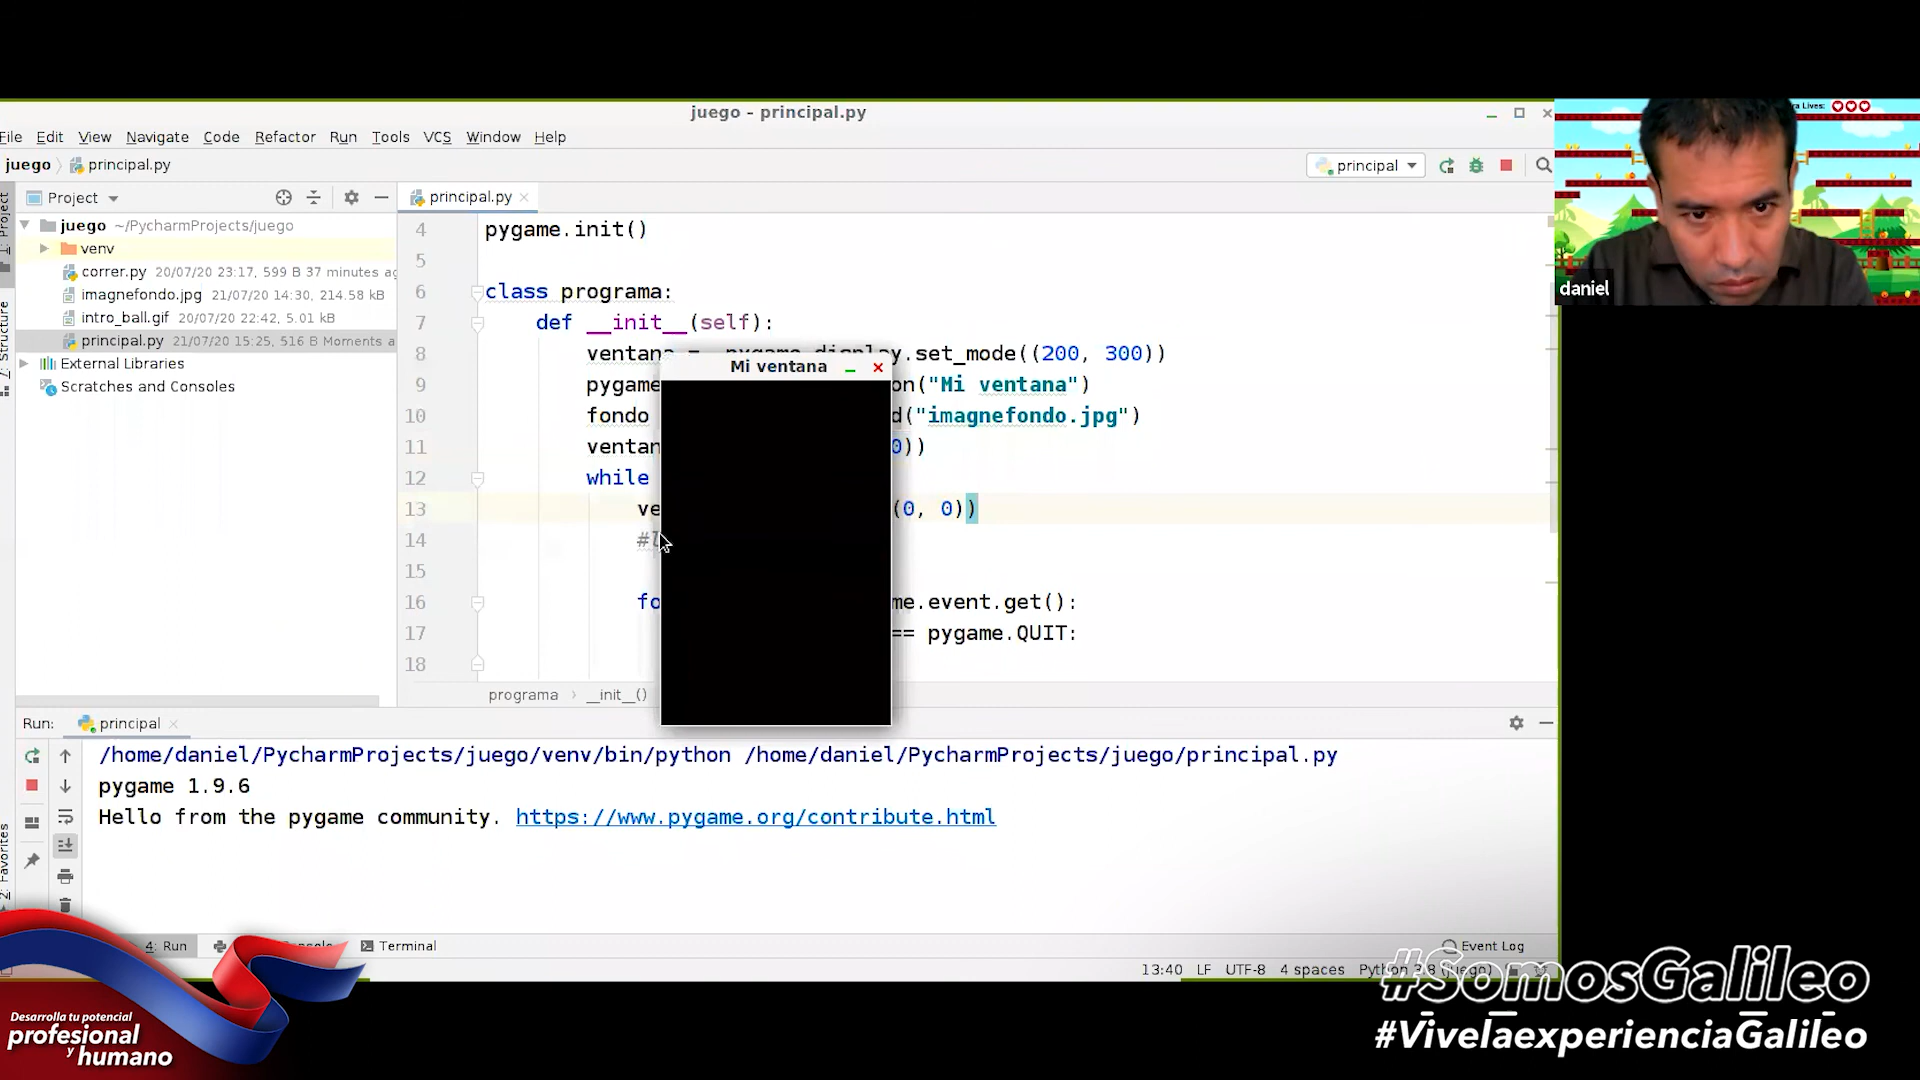 juego - principal.py
File Edit View Navigate Code Refactor Run Tools VCS Window Help
juego principal.py
principal
Project
principal.py
1: Project
juego ~/PycharmProjects/juego
venv
correr.py 20/07/20 23:17, 599 B 37 minutes ag
imagnefondo.jpg 21/07/20 14:30, 214.58 kB
intro_ball.gif 20/07/20 22:42, 5.01 kB
principal.py 21/07/20 15:25, 516 B Moments a
External Libraries
Scratches and Consoles
7: Structure
4 pygame.init()
5
6 class programa:
7 def __init__(self):
8 ventana = pygame.display.set_mode((200, 300))
9 pygame on("Mi ventana")
10 fondo d("imagnefondo.jpg")
11 ventan 0))
12 while
13 ve (0, 0))
14 #l
15
16 fo me.event.get():
17 == pygame.QUIT:
18
Mi ventana
programa __init__()
Lives:
daniel
Run: principal
/home/daniel/PycharmProjects/juego/venv/bin/python /home/daniel/PycharmProjects/juego/principal.py
pygame 1.9.6
Hello from the pygame community. https://www.pygame.org/contribute.html
2: Favorites
4: Run
Terminal
Event Log
13:40 LF UTF-8 4 spaces Python 3.8 (juego)
Desarrolla tu potencial
profesional
y humano
#SomosGalileo
#VivelaexperienciaGalileo